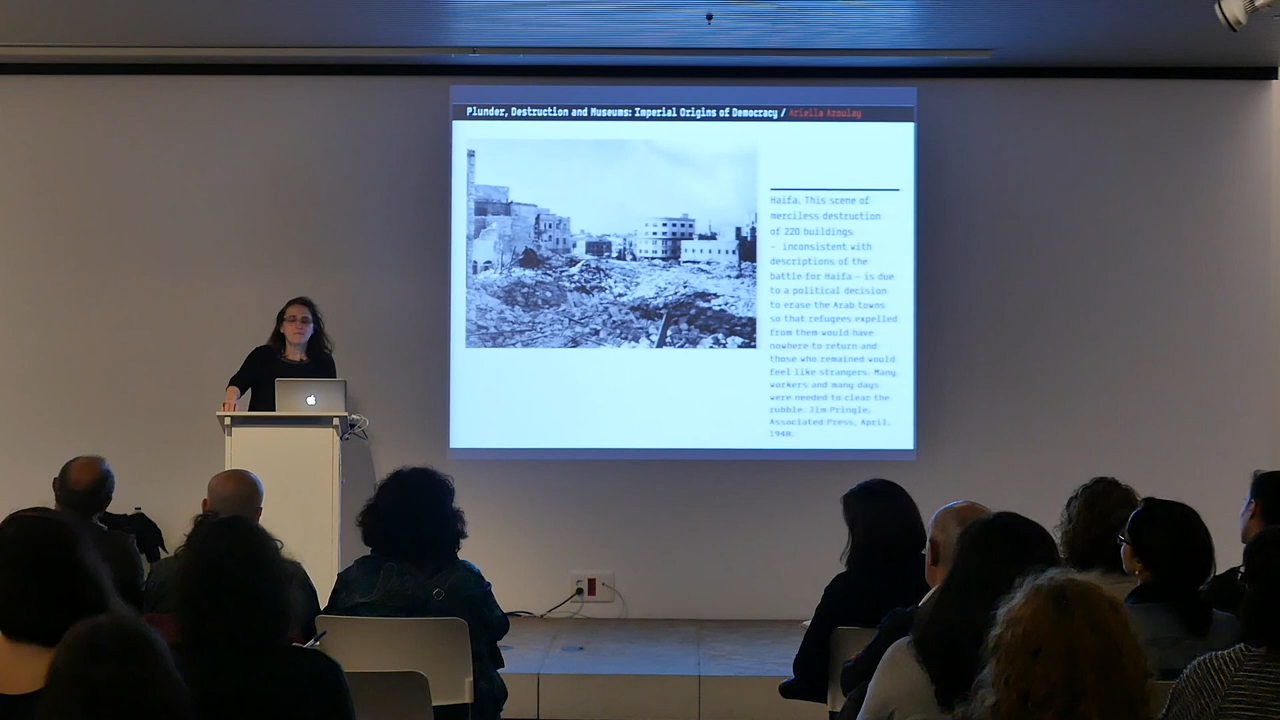 Plunder, Destruction and Museums: Imperial Origins of Democracy / Ariella Azoulay
Haifa. This scene of
merciless destruction
of 220 buildings
– inconsistent with
descriptions of the
battle for Haifa – is due
to a political decision
to erase the Arab towns
so that refugees expelled
from them would have
nowhere to return and
those who remained would
feel like strangers. Many
workers and many days
were needed to clear the
rubble. Jim Pringle,
Associated Press, April,
1948.